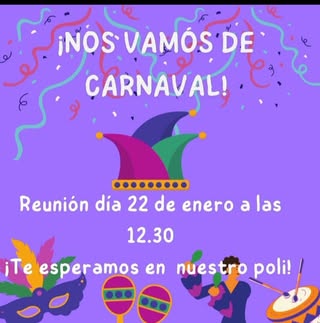 ¡NOS VAMOS DE
CARNAVAL!
Reunión día 22 de enero a las
12.30
¡Te esperamos en nuestro poli!